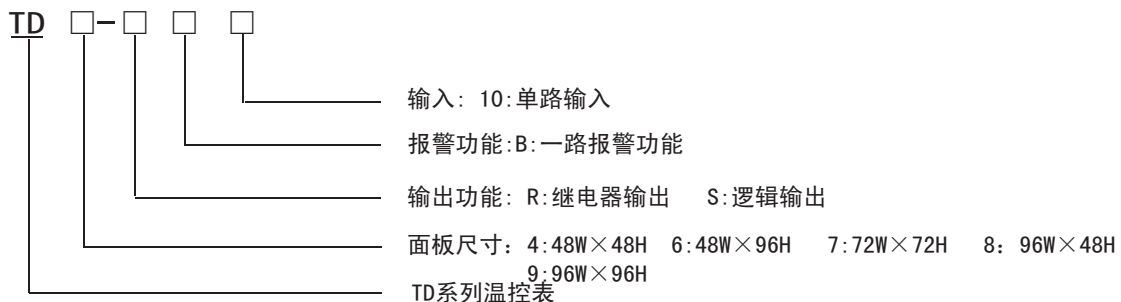 TD □-□ □ □
输入: 10:单路输入
报警功能:B:一路报警功能
输出功能: R:继电器输出 S:逻辑输出
面板尺寸: 4:48W×48H 6:48W×96H 7:72W×72H 8: 96W×48H
9:96W×96H
TD系列温控表